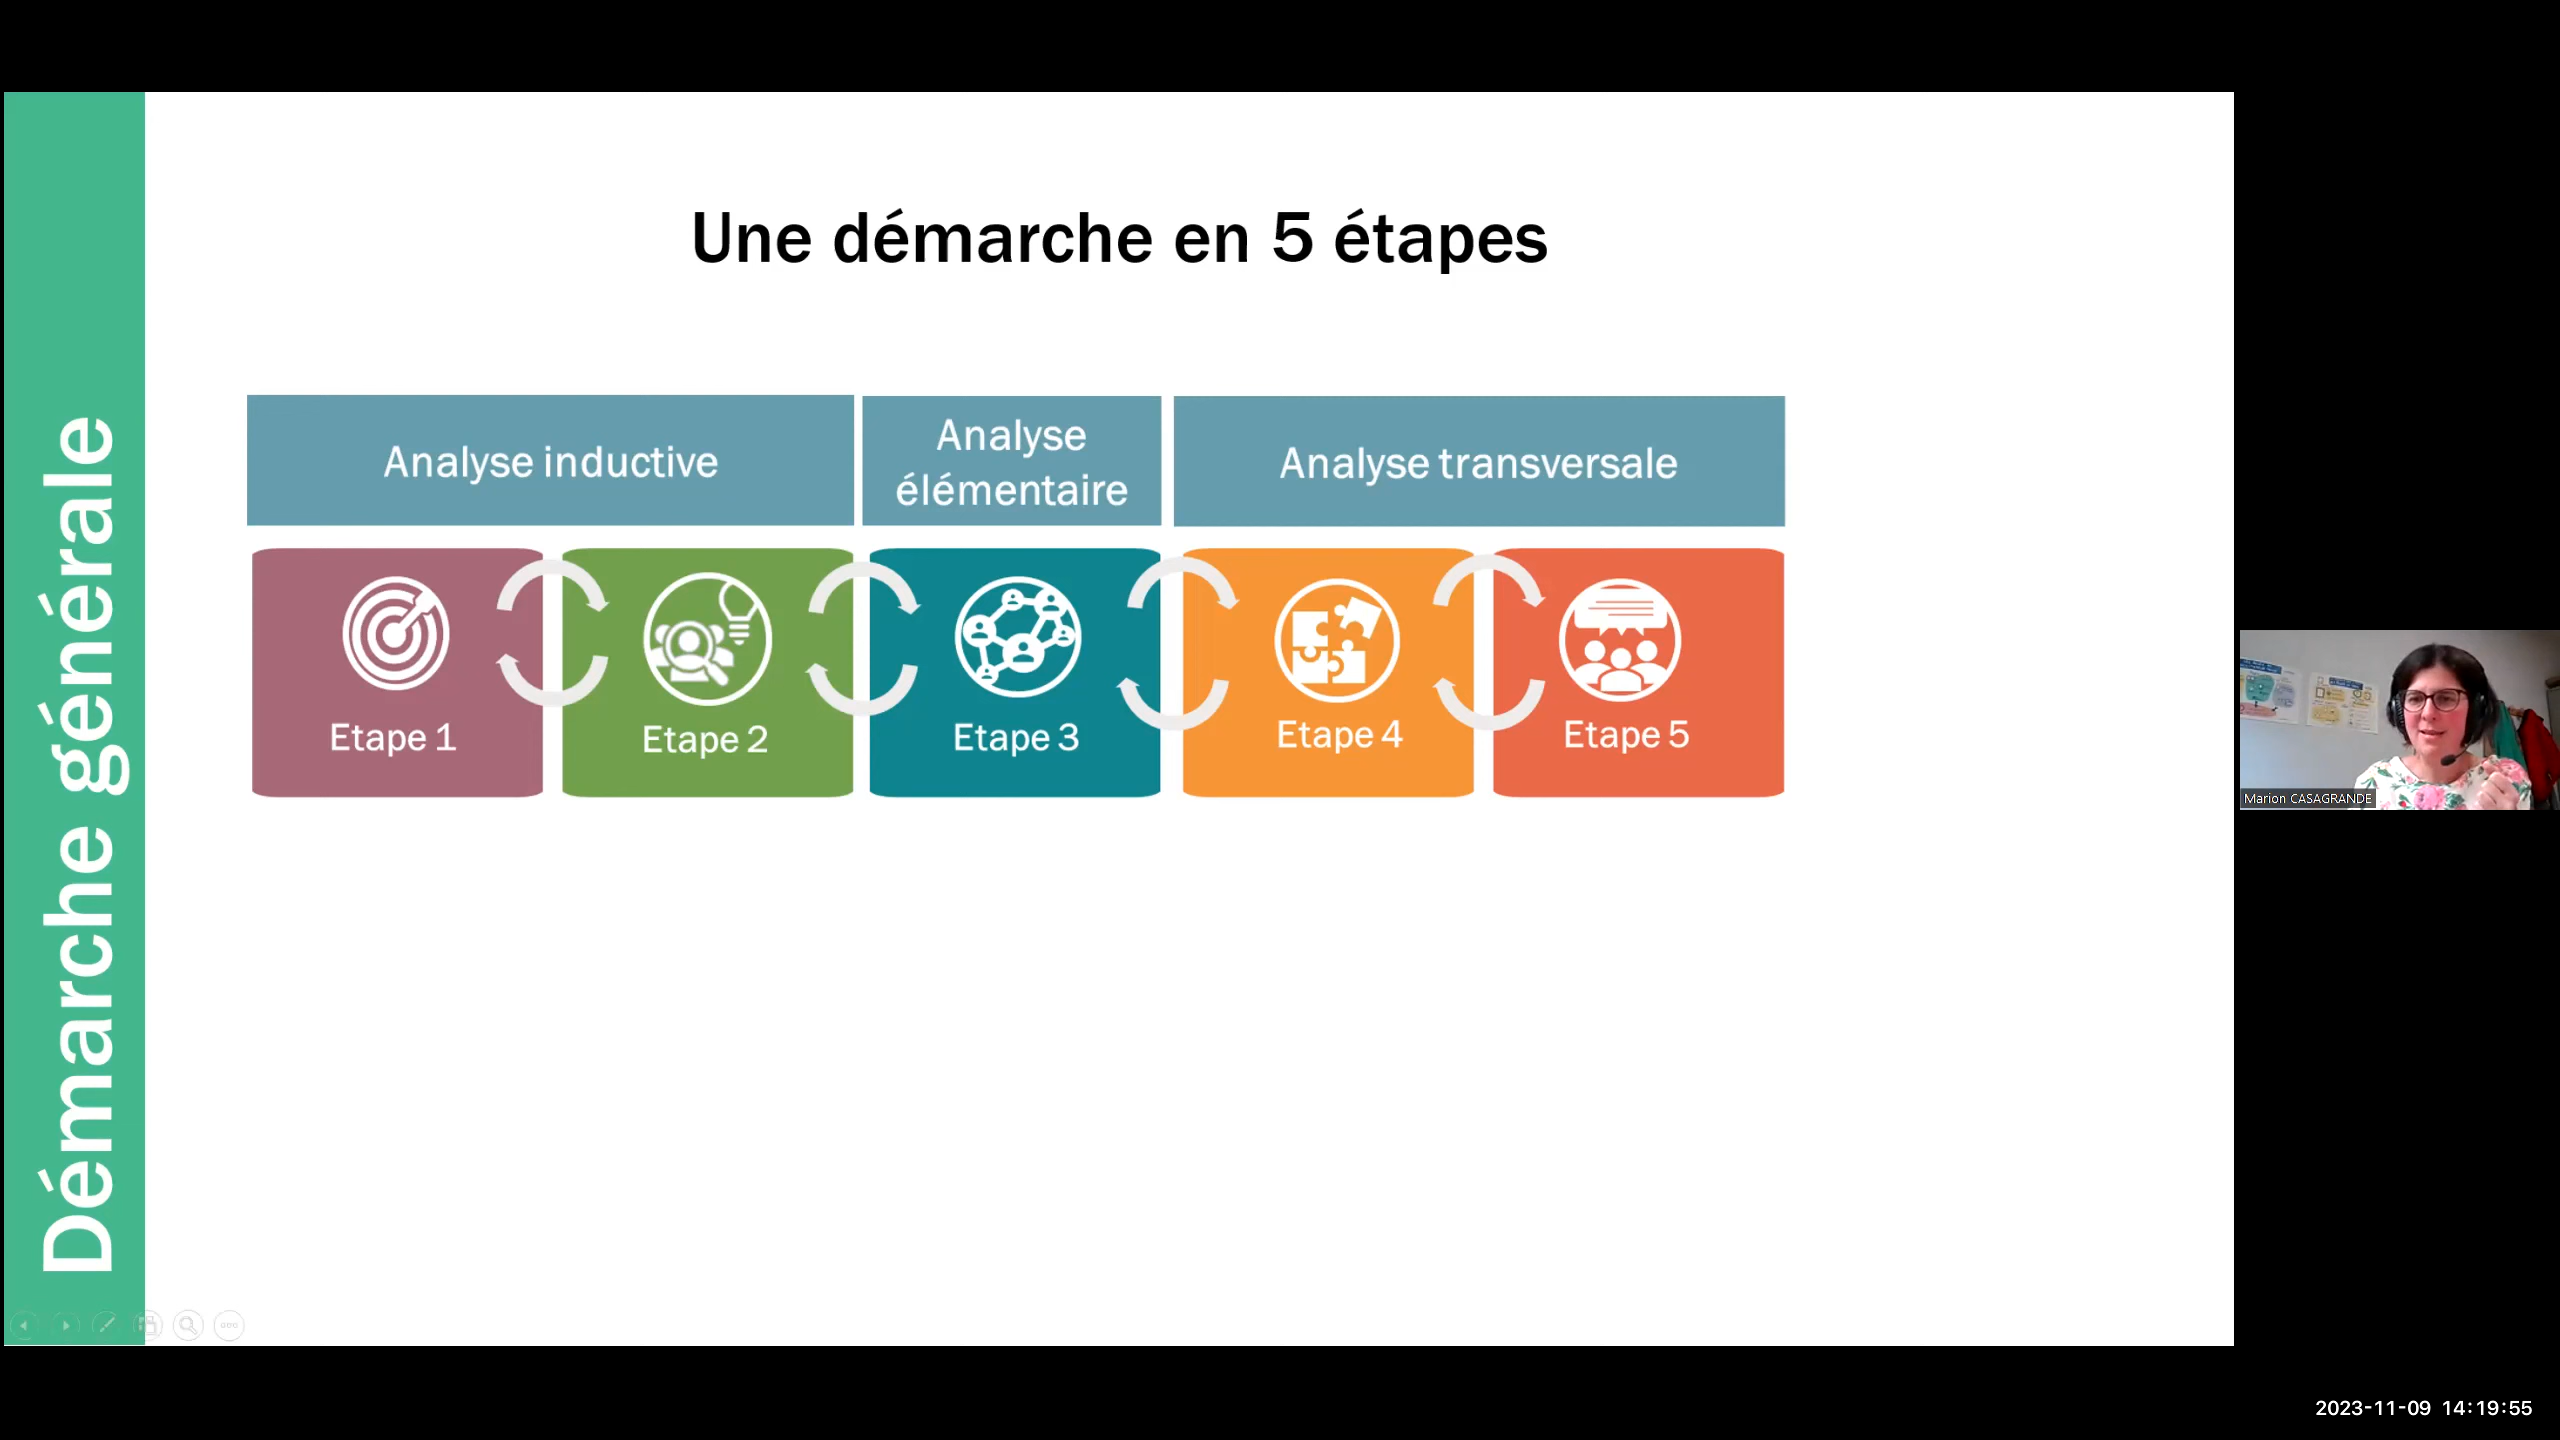 Démarche générale
Une démarche en 5 étapes
Analyse inductive
Analyse
élémentaire
Analyse transversale
Etape 1
Etape 2
Etape 3
Etape 4
Etape 5
Marion CASAGRANDE
2023-11-09 14:19:55